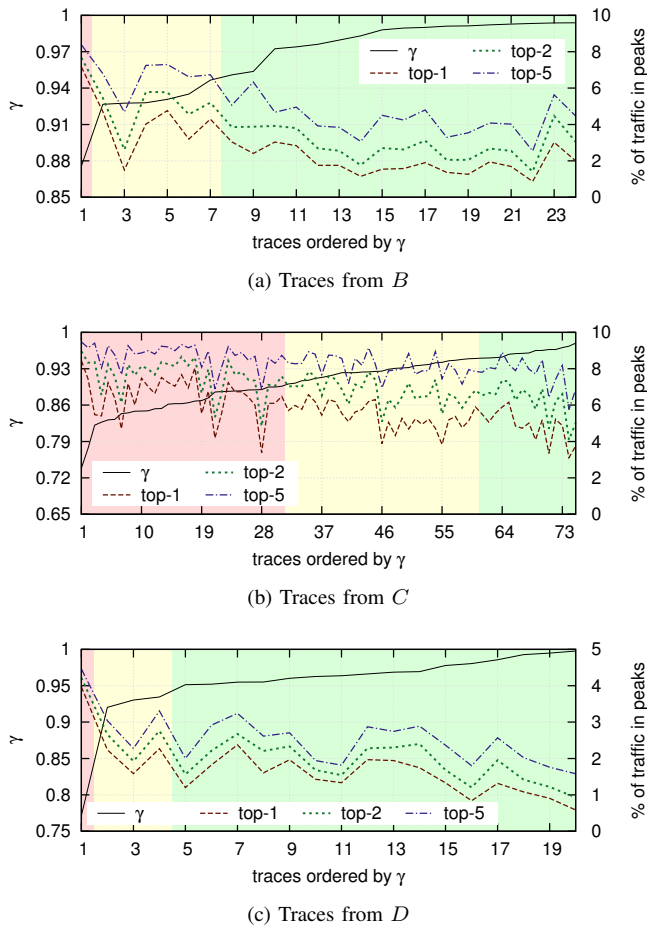 1 10
0.97 8
γ top-2
top-1 top-5
0.94 6
γ % of traffic in peaks
0.91 4
0.88 2
0.85 0
1 3 5 7 9 11 13 15 17 19 21 23
traces ordered by γ
(a) Traces from B
1 10
0.93 8
0.86 6
γ % of traffic in peaks
0.79 4
γ top-2
0.72 2
top-1 top-5
0.65 0
1 10 19 28 37 46 55 64 73
traces ordered by γ
(b) Traces from C
1 5
0.95 4
0.9 3
γ % of traffic in peaks
0.85 2
0.8 1
γ top-1 top-2 top-5
0.75 0
1 3 5 7 9 11 13 15 17 19
traces ordered by γ
(c) Traces from D